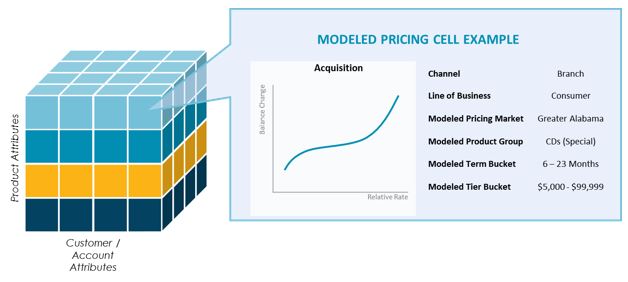 MODELED PRICING CELL EXAMPLE
Acquisition
Balance Change
Relative Rate
Channel Branch
Line of Business Consumer
Modeled Pricing Market Greater Alabama
Modeled Product Group CDs (Special)
Modeled Term Bucket 6 – 23 Months
Modeled Tier Bucket $5,000 - $99,999
Product Attributes
Customer /
Account
Attributes